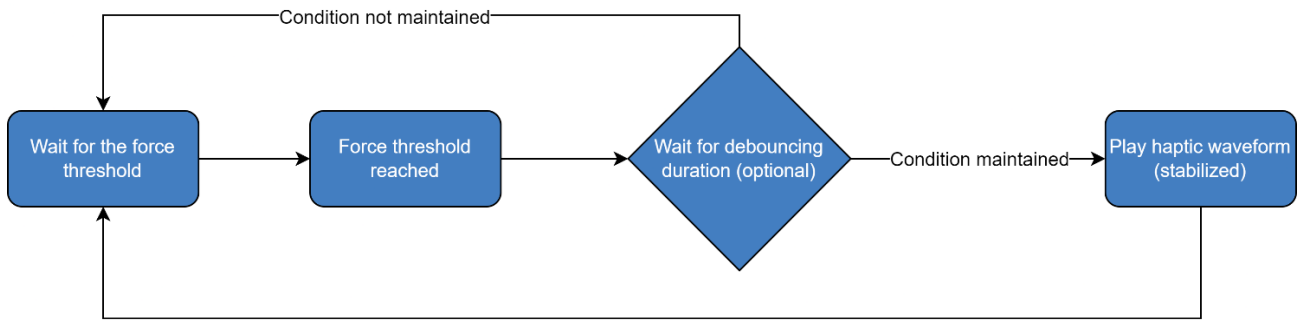 Condition not maintained
Wait for the force
threshold
Force threshold
reached
Wait for debouncing
duration (optional)
Condition maintained
Play haptic waveform
(stabilized)